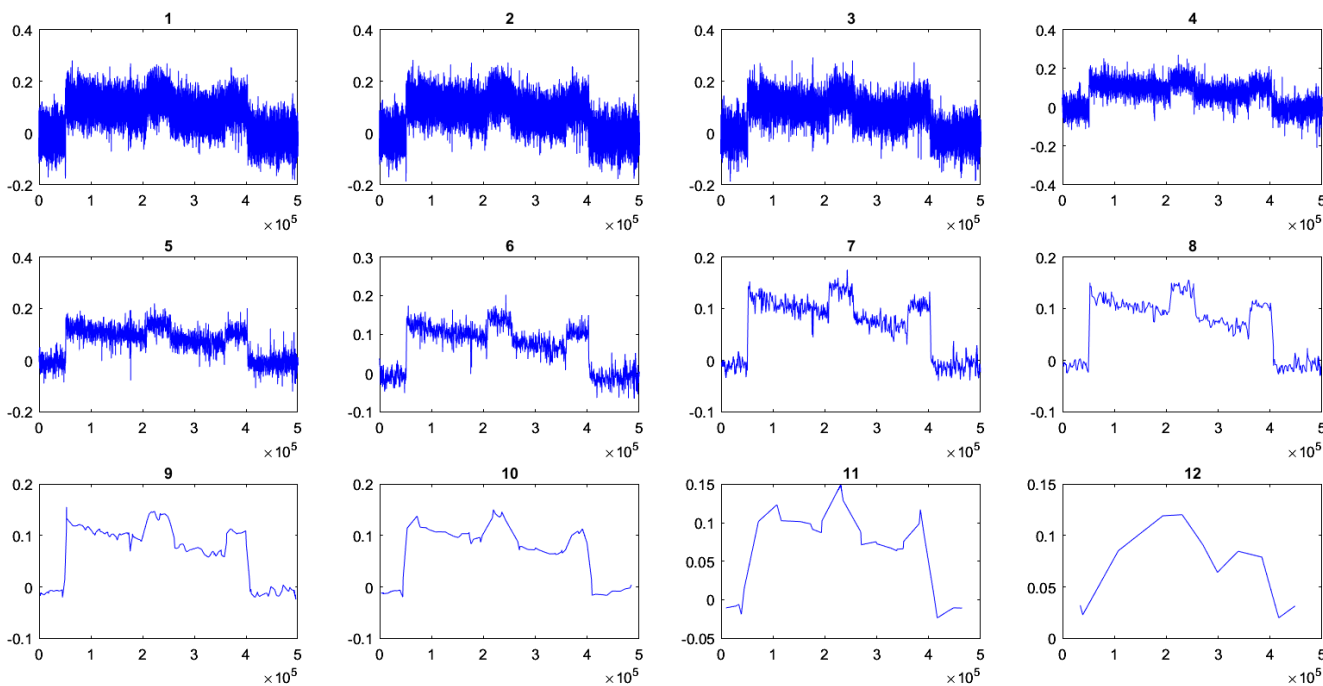 1 2 3 4
0.4 0.4 0.4 0.4
0.2 0.2 0.2 0.2
0 0 0 0
-0.2 -0.2 -0.2 -0.2
-0.4
0 1 2 3 4 5 0 1 2 3 4 5 0 1 2 3 4 5 0 1 2 3 4 5
×10^5 ×10^5 ×10^5 ×10^5
5 6 7 8
0.4 0.3 0.2 0.2
0.2 0.2 0.1 0.1
0 0.1 0 0
-0.2 0 -0.1 -0.1
-0.1
0 1 2 3 4 5 0 1 2 3 4 5 0 1 2 3 4 5 0 1 2 3 4 5
×10^5 ×10^5 ×10^5 ×10^5
9 10 11 12
0.2 0.2 0.15 0.15
0.1 0.1 0.1 0.1
0 0 0.05 0.05
-0.1 -0.1 0 0
-0.05
0 1 2 3 4 5 0 1 2 3 4 5 0 1 2 3 4 5 0 1 2 3 4 5
×10^5 ×10^5 ×10^5 ×10^5